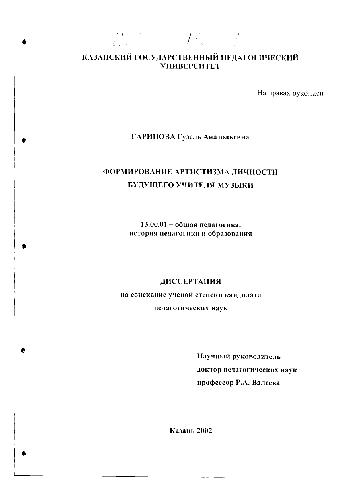 КАЗАНСКИЙ ГОСУДАРСТВЕННЫЙ ПЕДАГОГИЧЕСКИЙ
УНИВЕРСИТЕТ
На правах рукописи
ГАРИПОВА Гузель
ФОРМИРОВАНИЕ АРТИСТИЗМА ЛИЧНОСТИ
БУДУЩЕГО УЧИТЕЛЯ МУЗЫКИ
13.00.01 – общая педагогика,
история педагогики и образования
ДИССЕРТАЦИЯ
на соискание ученой степени кандидата
педагогических наук
Научный руководитель
доктор педагогических наук
профессор Р.А. Валеева
Казань 2002